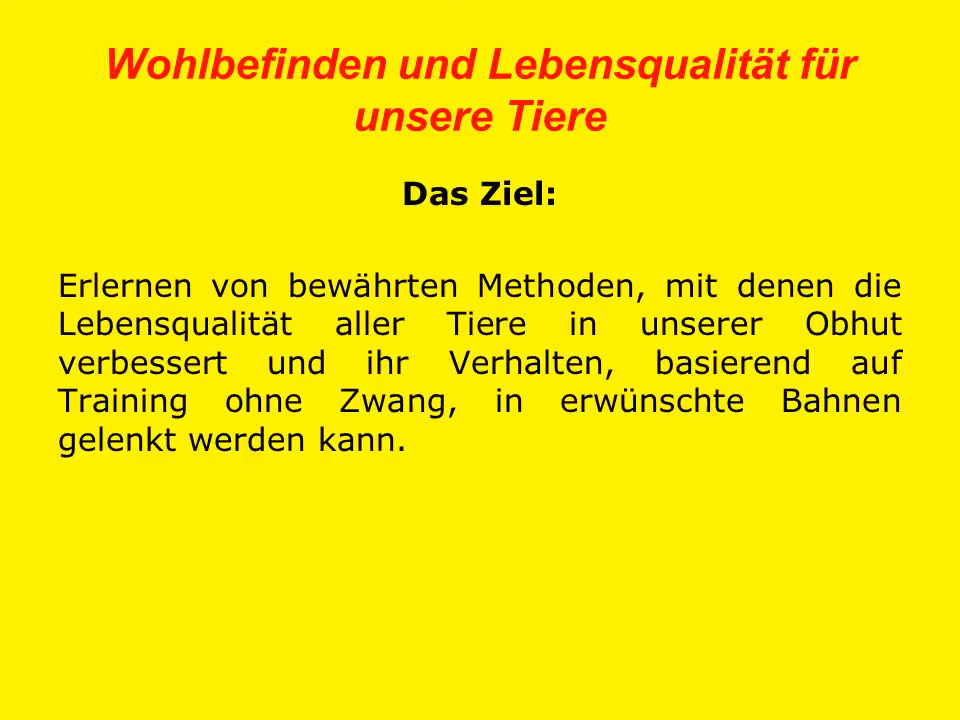 Wohlbefinden und Lebensqualität für
unsere Tiere
Das Ziel:
Erlernen von bewährten Methoden, mit denen die
Lebensqualität aller Tiere in unserer Obhut
verbessert und ihr Verhalten, basierend auf
Training ohne Zwang, in erwünschte Bahnen
gelenkt werden kann.